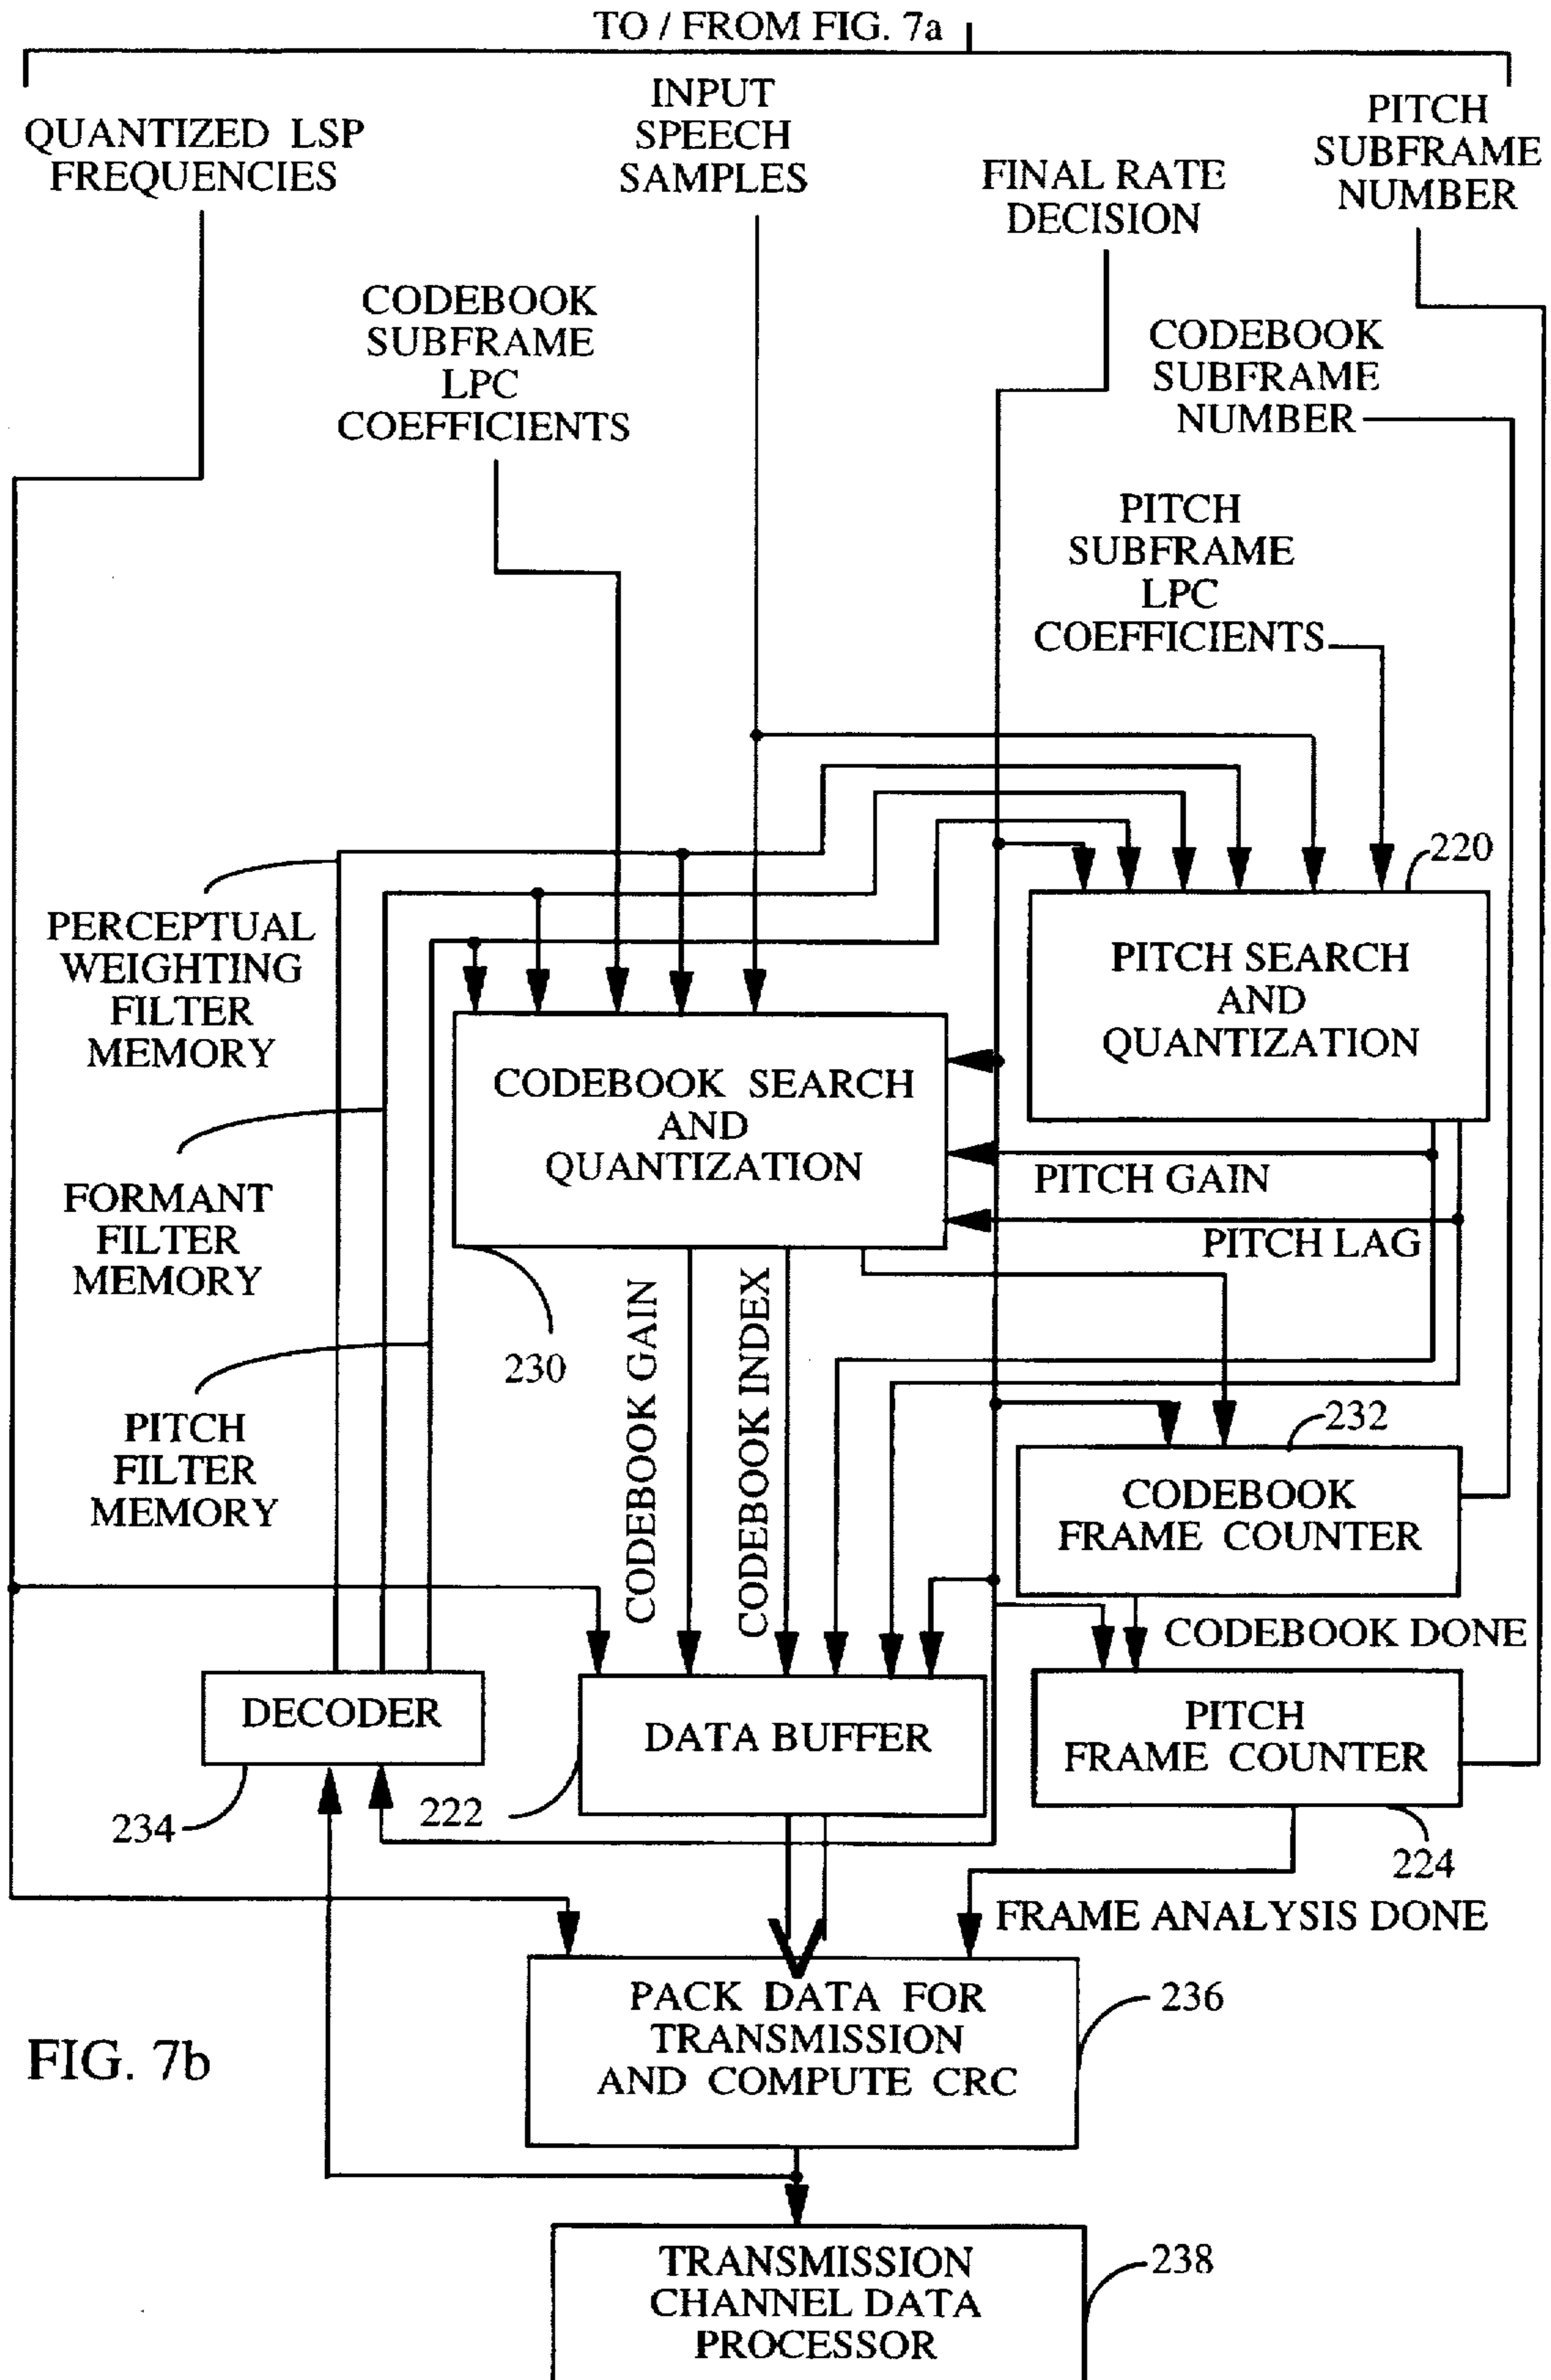 TO / FROM FIG. 7a
QUANTIZED LSP
FREQUENCIES
INPUT
SPEECH
SAMPLES
FINAL RATE
DECISION
PITCH
SUBFRAME
NUMBER
CODEBOOK
SUBFRAME
LPC
COEFFICIENTS
CODEBOOK
SUBFRAME
NUMBER
PITCH
SUBFRAME
LPC
COEFFICIENTS
220
PERCEPTUAL
WEIGHTING
FILTER
MEMORY
PITCH SEARCH
AND
QUANTIZATION
CODEBOOK SEARCH
AND
QUANTIZATION
PITCH GAIN
PITCH LAG
FORMANT
FILTER
MEMORY
230
CODEBOOK GAIN
CODEBOOK INDEX
PITCH
FILTER
MEMORY
232
CODEBOOK
FRAME COUNTER
CODEBOOK DONE
DECODER
DATA BUFFER
PITCH
FRAME COUNTER
234
222
224
FRAME ANALYSIS DONE
PACK DATA FOR
TRANSMISSION
AND COMPUTE CRC
236
FIG. 7b
TRANSMISSION
CHANNEL DATA
PROCESSOR
238